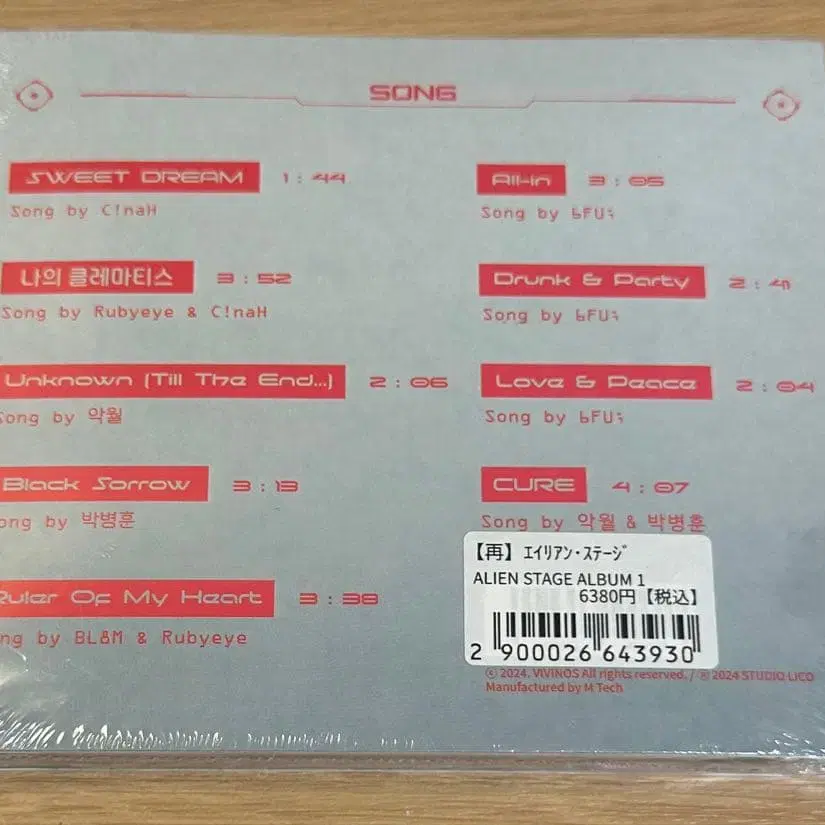 SONG
SWEET DREAM 1:44
Song by C!naH
나의 클레마티스 3:52
Song by Rubyeye & C!naH
Unknown (Till The End...) 2:06
Song by 악월
Black Sorrow 3:13
ong by 박병훈
Ruler Of My Heart 3:38
ng by BL8M & Rubyeye
All-in 3:05
Song by 6FU;
Drunk & Party 2:41
Song by 6FU;
Love & Peace 2:04
Song by 6FU;
CURE 4:07
Song by 악월 & 박병훈
【再】 エイリアン・ステージ
ALIEN STAGE ALBUM 1
6380円【税込】
2 900026 643930
ⓒ 2024. VIVINOS All rights reserved. / ⓟ 2024 STUDIO LICO
Manufactured by M Tech